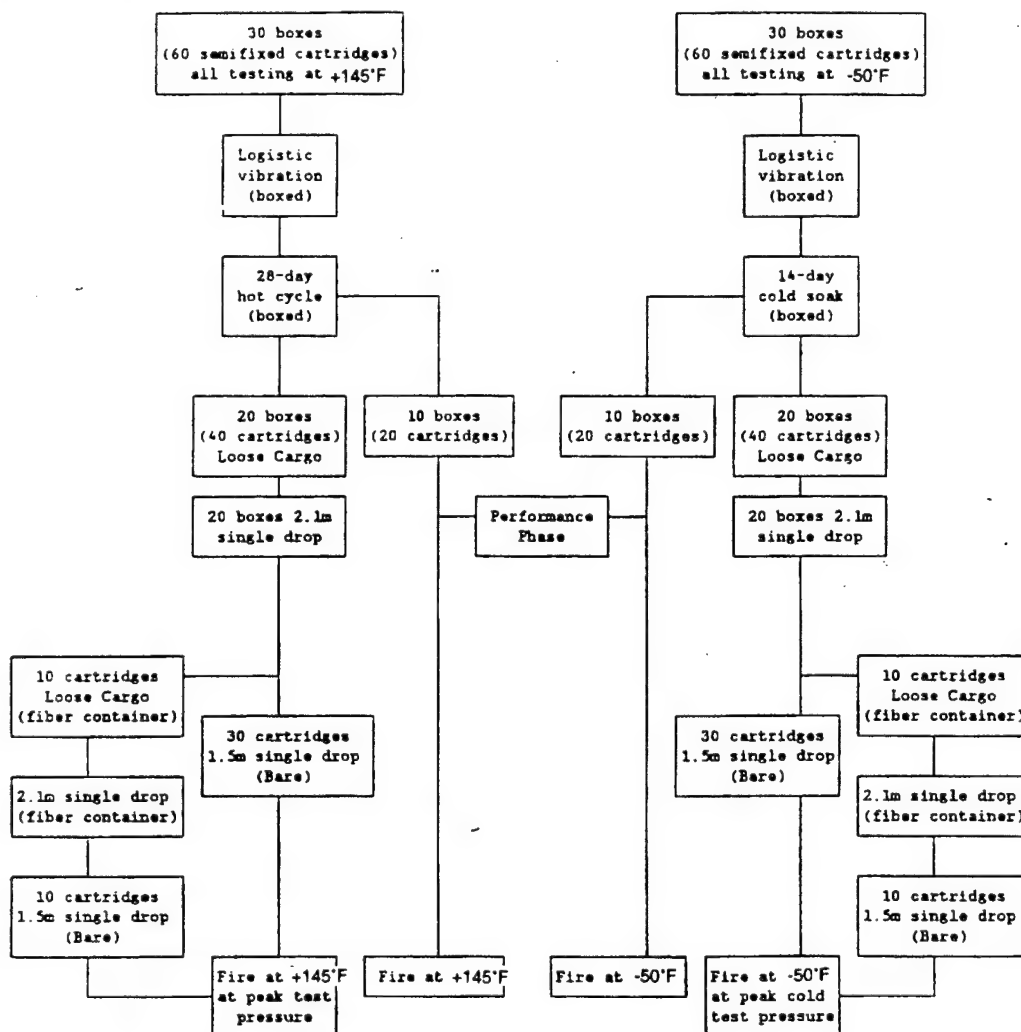 30 boxes
(60 semifixed cartridges)
all testing at +145°F
30 boxes
(60 semifixed cartridges)
all testing at -50°F
Logistic
vibration
(boxed)
Logistic
vibration
(boxed)
28-day
hot cycle
(boxed)
14-day
cold soak
(boxed)
20 boxes
(40 cartridges)
Loose Cargo
10 boxes
(20 cartridges)
10 boxes
(20 cartridges)
20 boxes
(40 cartridges)
Loose Cargo
20 boxes 2.1m
single drop
Performance
Phase
20 boxes 2.1m
single drop
10 cartridges
Loose Cargo
(fiber container)
30 cartridges
1.5m single drop
(Bare)
30 cartridges
1.5m single drop
(Bare)
10 cartridges
Loose Cargo
(fiber container)
2.1m single drop
(fiber container)
2.1m single drop
(fiber container)
10 cartridges
1.5m single drop
(Bare)
10 cartridges
1.5m single drop
(Bare)
Fire at +145°F
at peak test
pressure
Fire at +145°F
Fire at -50°F
Fire at -50°F
at peak cold
test pressure